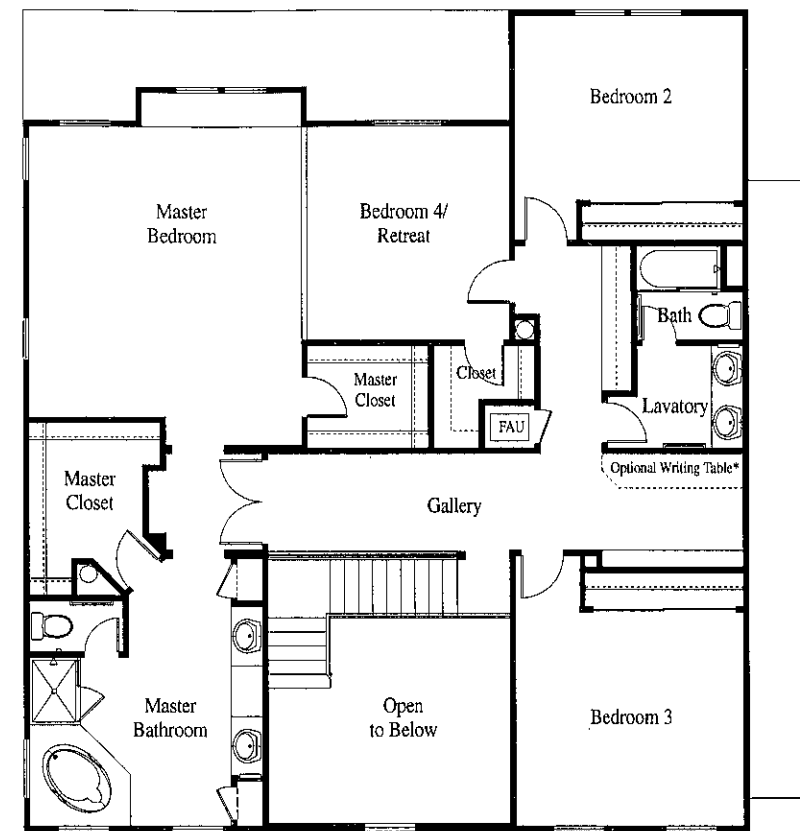 Bedroom 2
Master
Bedroom
Bedroom 4/
Retreat
Bath
Master
Closet
Closet
Lavatory
FAU
Master
Closet
Gallery
Optional Writing Table*
Master
Bathroom
Open
to Below
Bedroom 3